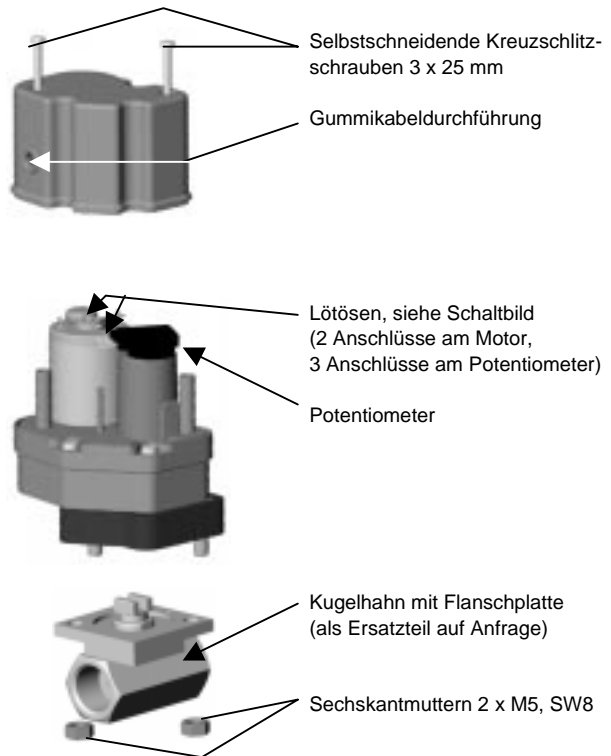 Selbstschneidende Kreuzschlitz-
schrauben 3 x 25 mm
Gummikabeldurchführung
Lötösen, siehe Schaltbild
(2 Anschlüsse am Motor,
3 Anschlüsse am Potentiometer)
Potentiometer
Kugelhahn mit Flanschplatte
(als Ersatzteil auf Anfrage)
Sechskantmuttern 2 x M5, SW8